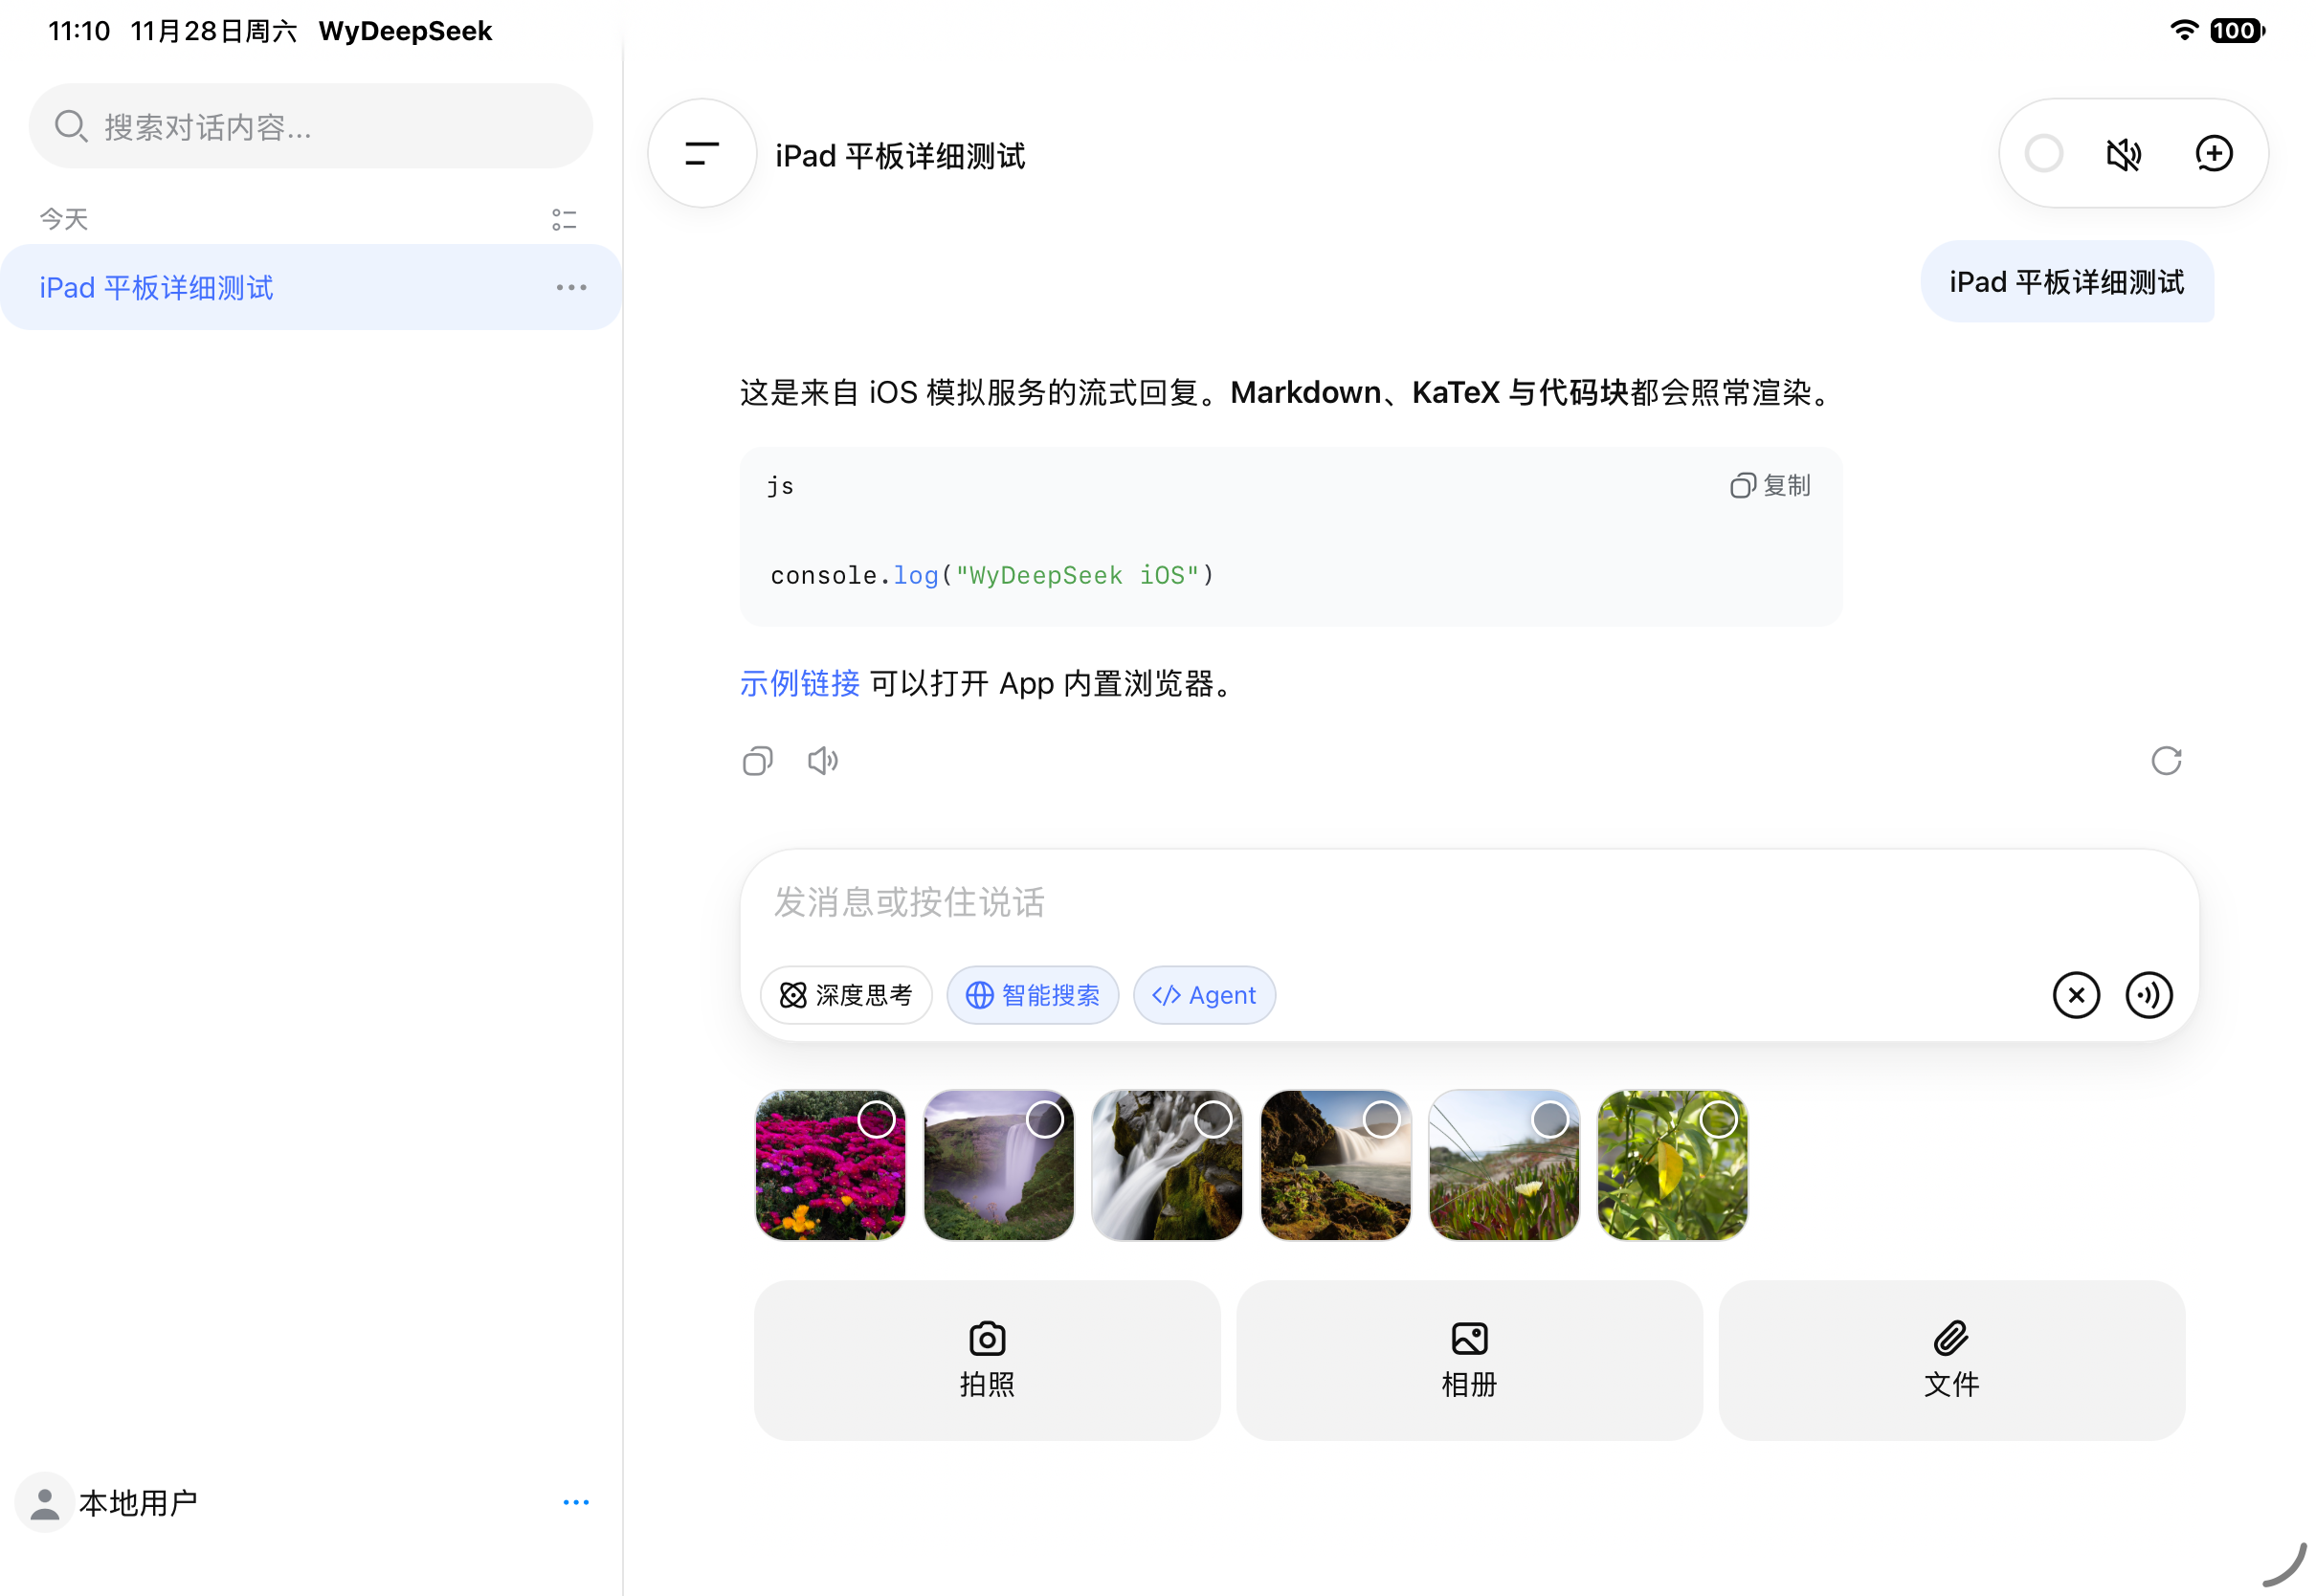 11:10 11月28日周六 WyDeepSeek
100
搜索对话内容...
今天
iPad 平板详细测试
本地用户
iPad 平板详细测试
iPad 平板详细测试
这是来自 iOS 模拟服务的流式回复。Markdown、KaTeX 与代码块都会照常渲染。
js
复制
console.log("WyDeepSeek iOS")
示例链接 可以打开 App 内置浏览器。
发消息或按住说话
深度思考
智能搜索
Agent
拍照
相册
文件